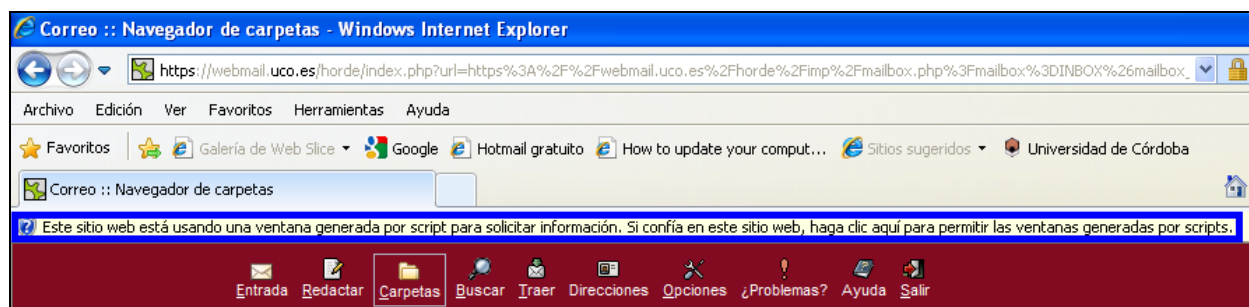 Correo :: Navegador de carpetas - Windows Internet Explorer
https://webmail.uco.es/horde/index.php?url=https%3A%2F%2Fwebmail.uco.es%2Fhorde%2Fimp%2Fmailbox.php%3Fmailbox%3DINBOX%26mailbox_
Archivo Edición Ver Favoritos Herramientas Ayuda
Favoritos Galería de Web Slice Google Hotmail gratuito How to update your comput... Sitios sugeridos Universidad de Córdoba
Correo :: Navegador de carpetas
Este sitio web está usando una ventana generada por script para solicitar información. Si confía en este sitio web, haga clic aquí para permitir las ventanas generadas por scripts.
Entrada Redactar Carpetas Buscar Traer Direcciones Opciones ¿Problemas? Ayuda Salir